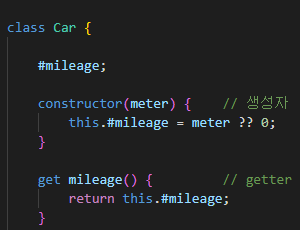 class Car {
#mileage;
constructor(meter) {    // 생성자
this.#mileage = meter ?? 0;
}
get mileage() {         // getter
return this.#mileage;
}